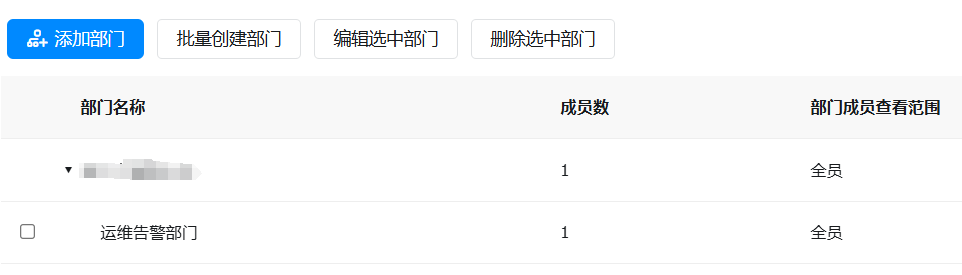 添加部门 批量创建部门 编辑选中部门 删除选中部门
部门名称 成员数 部门成员查看范围
1 全员
运维告警部门 1 全员